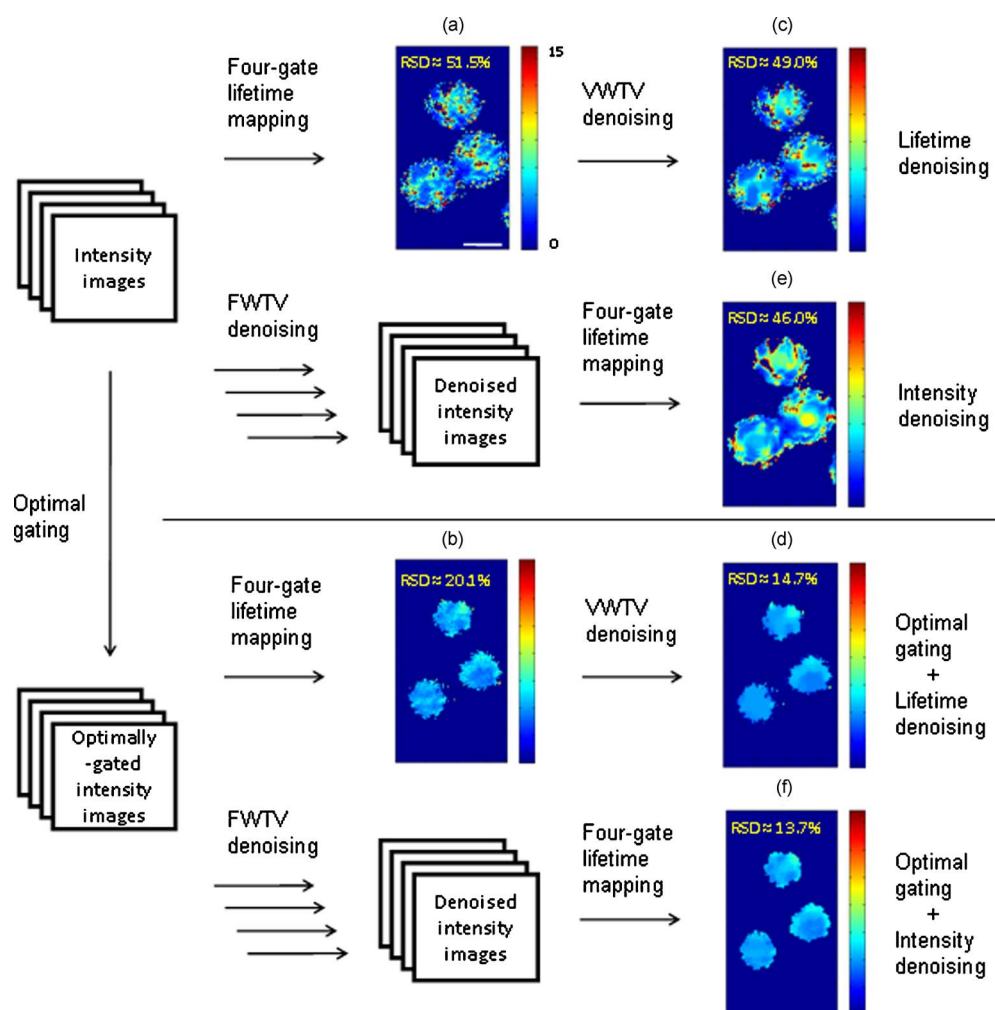 (a)
(c)
Four-gate
lifetime
mapping
RSD≈51.5%
15
0
VWTV
denoising
RSD≈49.0%
Lifetime
denoising
Intensity
images
(e)
FWTV
denoising
Denoised
intensity
images
Four-gate
lifetime
mapping
RSD≈46.0%
Intensity
denoising
Optimal
gating
(b)
(d)
Four-gate
lifetime
mapping
RSD≈20.1%
VWTV
denoising
RSD≈14.7%
Optimal
gating
+
Lifetime
denoising
Optimally
-gated
intensity
images
(f)
FWTV
denoising
Denoised
intensity
images
Four-gate
lifetime
mapping
RSD≈13.7%
Optimal
gating
+
Intensity
denoising